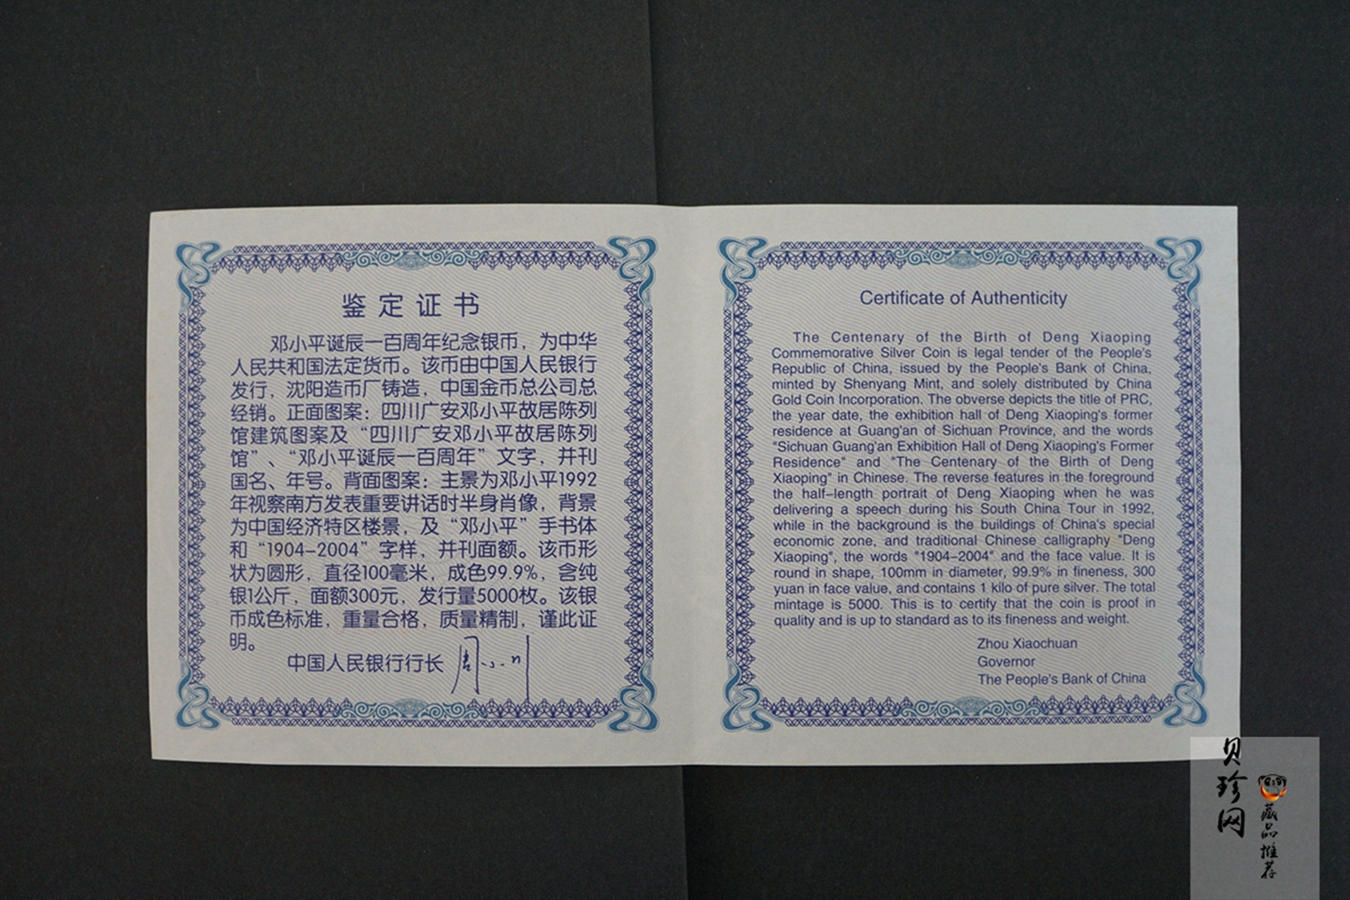 鉴定证书
邓小平诞辰一百周年纪念银币，为中华
人民共和国法定货币。该币由中国人民银行
发行，沈阳造币厂铸造，中国金币总公司总
经销。正面图案：四川广安邓小平故居陈列
馆建筑图案及“四川广安邓小平故居陈列
馆”、“邓小平诞辰一百周年”文字，并刊
国名、年号。背面图案：主景为邓小平1992
年视察南方发表重要讲话时半身肖像，背景
为中国经济特区楼景，及“邓小平”手书体
和“1904-2004”字样，并刊面额。该币形
状为圆形，直径100毫米，成色99.9%，含纯
银1公斤，面额300元，发行量5000枚。该银
币成色标准，重量合格，质量精制，谨此证
明。
中国人民银行行长 周小川
Certificate of Authenticity
The Centenary of the Birth of Deng Xiaoping
Commemorative Silver Coin is legal tender of the People's
Republic of China, issued by the People's Bank of China,
minted by Shenyang Mint, and solely distributed by China
Gold Coin Incorporation. The obverse depicts the title of PRC,
the year date, the exhibition hall of Deng Xiaoping's former
residence at Guang'an of Sichuan Province, and the words
"Sichuan Guang'an Exhibition Hall of Deng Xiaoping's Former
Residence" and "The Centenary of the Birth of Deng
Xiaoping" in Chinese. The reverse features in the foreground
the half-length portrait of Deng Xiaoping when he was
delivering a speech during his South China Tour in 1992,
while in the background is the buildings of China's special
economic zone, and traditional Chinese calligraphy "Deng
Xiaoping", the words "1904-2004" and the face value. It is
round in shape, 100mm in diameter, 99.9% in fineness, 300
yuan in face value, and contains 1 kilo of pure silver. The total
mintage is 5000. This is to certify that the coin is proof in
quality and is up to standard as to its fineness and weight.
Zhou Xiaochuan
Governor
The People's Bank of China
贝珍网
藏品推荐